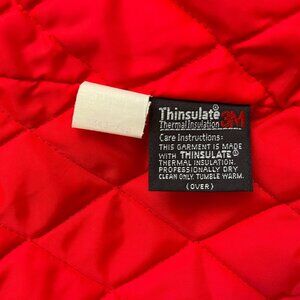 Thinsulate®
Thermal Insulation 3M
Care Instructions:
THIS GARMENT IS MADE
WITH THINSULATE®
THERMAL INSULATION.
PROFESSIONALLY DRY
CLEAN ONLY. TUMBLE WARM.
(OVER)